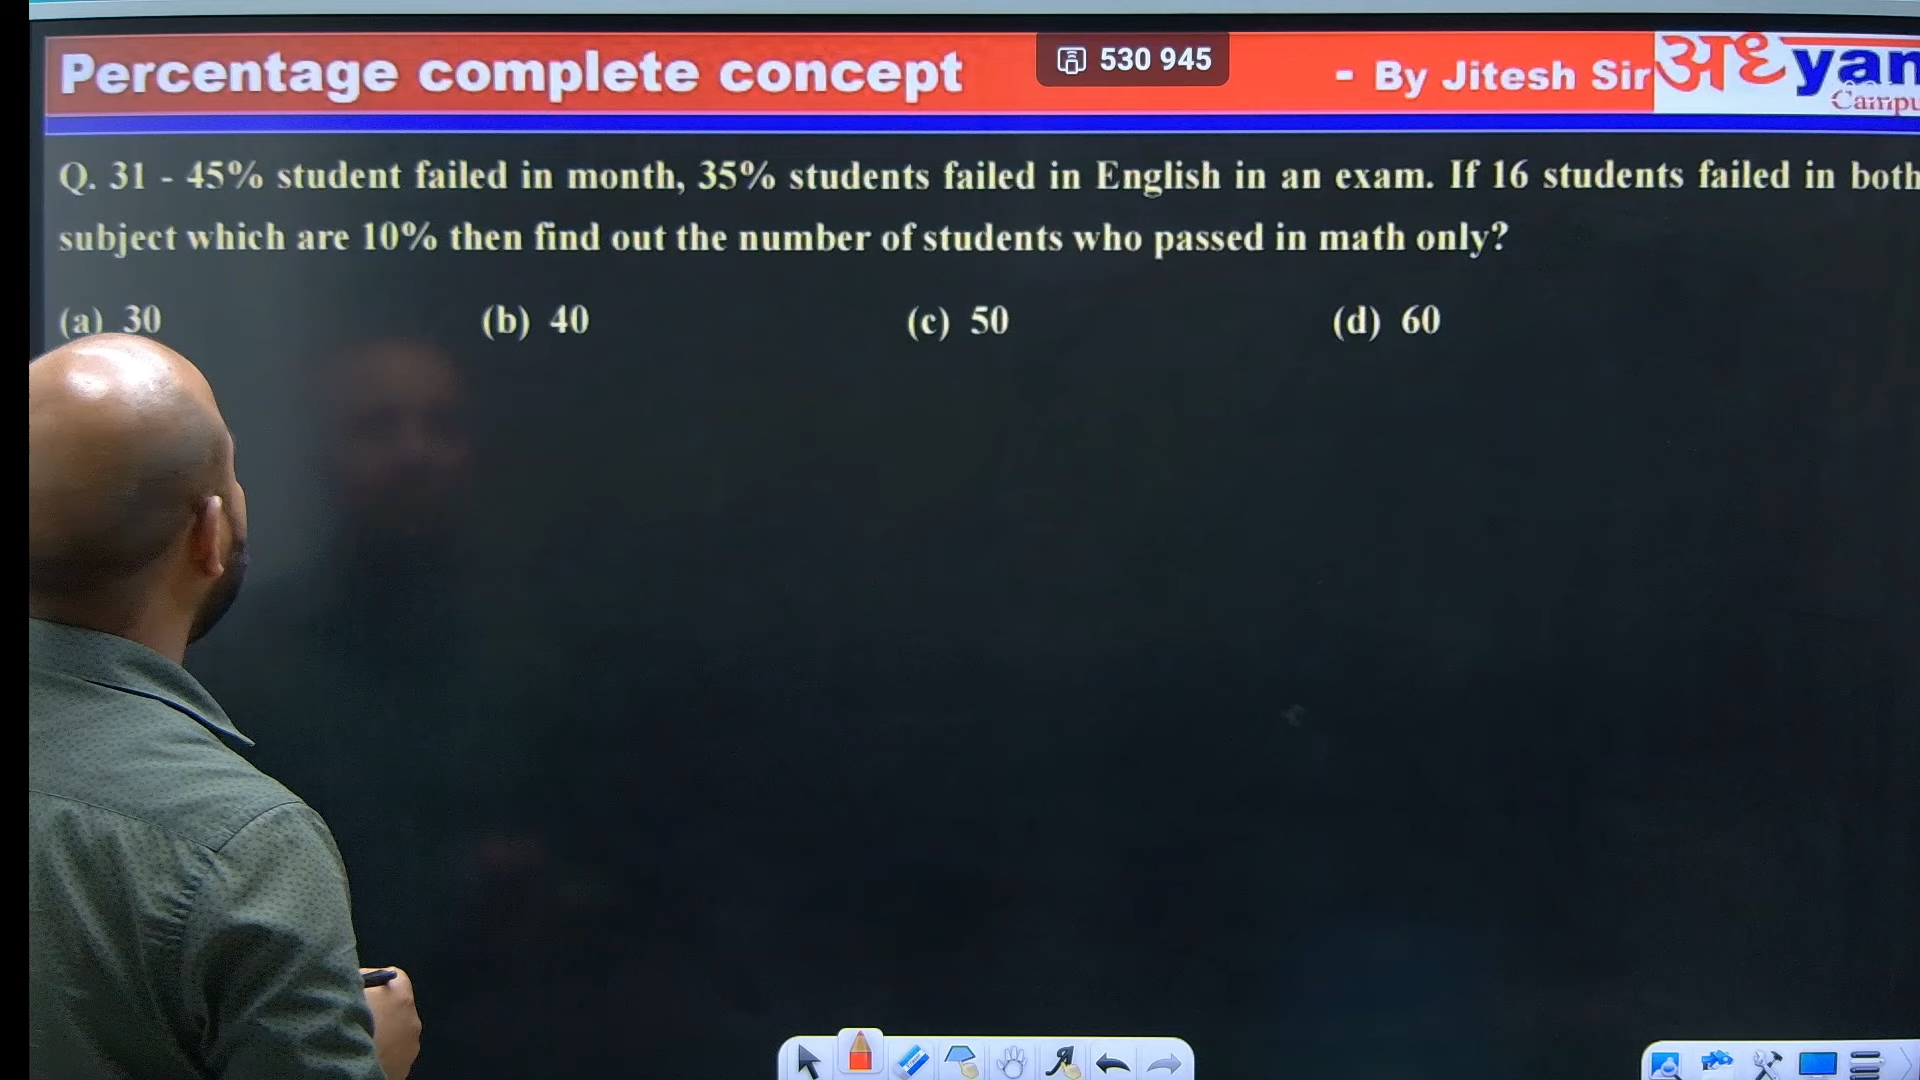 Percentage complete concept
530 945
- By Jitesh Sir
अध्yan
Campu
Q. 31 - 45% student failed in month, 35% students failed in English in an exam. If 16 students failed in both
subject which are 10% then find out the number of students who passed in math only?
(a) 30 (b) 40 (c) 50 (d) 60